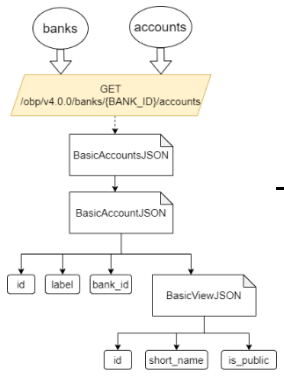 banks
accounts
GET
/obp/v4.0.0/banks/{BANK_ID}/accounts
BasicAccountsJSON
BasicAccountJSON
id
label
bank_id
BasicViewJSON
id
short_name
is_public